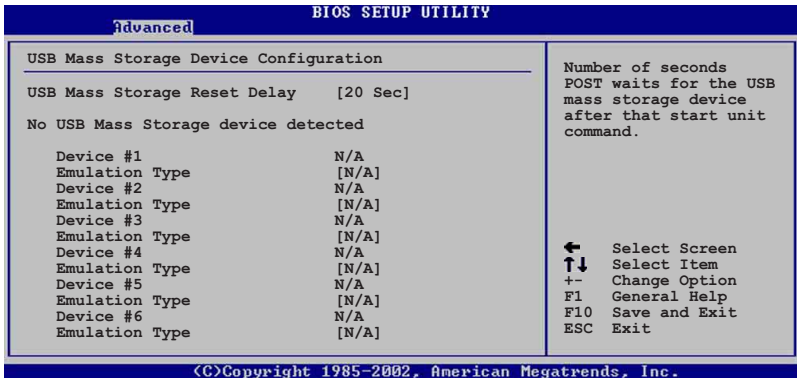 BIOS SETUP UTILITY
Advanced
USB Mass Storage Device Configuration
USB Mass Storage Reset Delay [20 Sec]
No USB Mass Storage device detected
Device #1 N/A
Emulation Type [N/A]
Device #2 N/A
Emulation Type [N/A]
Device #3 N/A
Emulation Type [N/A]
Device #4 N/A
Emulation Type [N/A]
Device #5 N/A
Emulation Type [N/A]
Device #6 N/A
Emulation Type [N/A]
Number of seconds
POST waits for the USB
mass storage device
after that start unit
command.
← Select Screen
↑↓ Select Item
+- Change Option
F1 General Help
F10 Save and Exit
ESC Exit
(C)Copyright 1985-2002, American Megatrends, Inc.